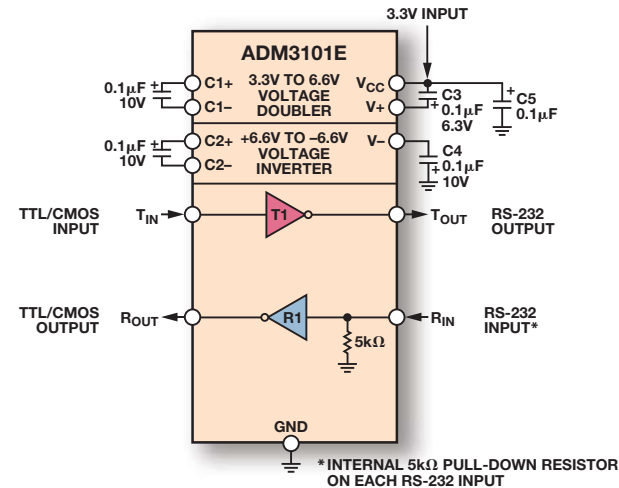 3.3V INPUT
ADM3101E
0.1μF + 10V
C1+
C1–
3.3V TO 6.6V
VOLTAGE
DOUBLER
VCC
V+
C3
+ 0.1μF
6.3V
+ C5
0.1μF
0.1μF + 10V
C2+
C2–
+6.6V TO –6.6V
VOLTAGE
INVERTER
V–
C4
+ 0.1μF
10V
TTL/CMOS
INPUT
TIN
T1
TOUT
RS-232
OUTPUT
TTL/CMOS
OUTPUT
ROUT
R1
RIN
RS-232
INPUT*
5kΩ
GND
*INTERNAL 5kΩ PULL-DOWN RESISTOR
ON EACH RS-232 INPUT